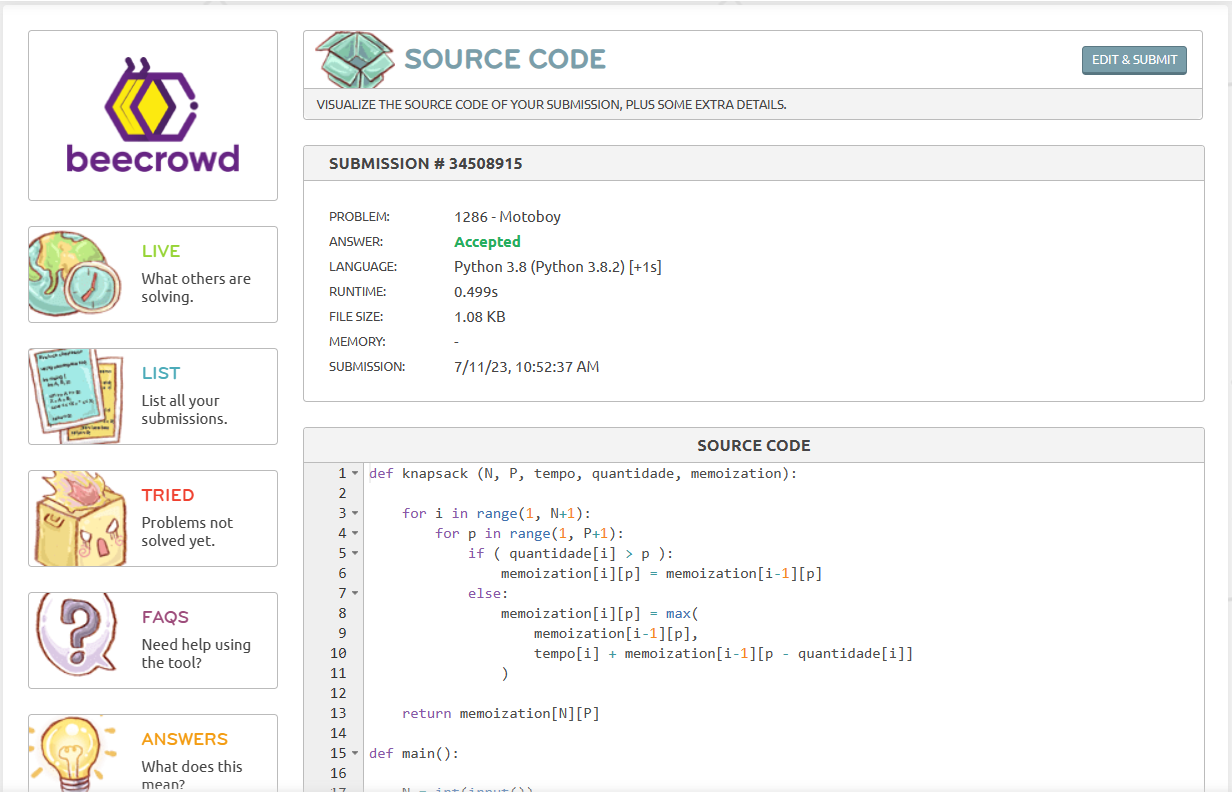 beecrowd
LIVE
What others are
solving.
LIST
List all your
submissions.
TRIED
Problems not
solved yet.
FAQS
Need help using
the tool?
ANSWERS
What does this
mean?
SOURCE CODE
EDIT & SUBMIT
VISUALIZE THE SOURCE CODE OF YOUR SUBMISSION, PLUS SOME EXTRA DETAILS.
SUBMISSION # 34508915
PROBLEM: 1286 - Motoboy
ANSWER: Accepted
LANGUAGE: Python 3.8 (Python 3.8.2) [+1s]
RUNTIME: 0.499s
FILE SIZE: 1.08 KB
MEMORY: -
SUBMISSION: 7/11/23, 10:52:37 AM
SOURCE CODE
1 def knapsack (N, P, tempo, quantidade, memoization):
2
3     for i in range(1, N+1):
4         for p in range(1, P+1):
5             if ( quantidade[i] > p ):
6                 memoization[i][p] = memoization[i-1][p]
7             else:
8                 memoization[i][p] = max(
9                     memoization[i-1][p],
10                     tempo[i] + memoization[i-1][p - quantidade[i]]
11                 )
12
13     return memoization[N][P]
14
15 def main():
16
17     N = int(input())